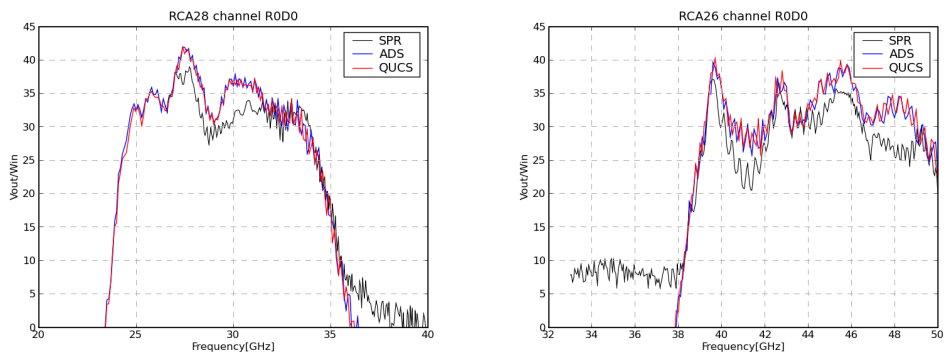 RCA28 channel R0D0
45
40
35
30
25
20
15
10
5
0
Vout/Win
SPR
ADS
QUCS
20
25
30
35
40
Frequency[GHz]
RCA26 channel R0D0
45
40
35
30
25
20
15
10
5
0
Vout/Win
SPR
ADS
QUCS
32
34
36
38
40
42
44
46
48
50
Frequency[GHz]